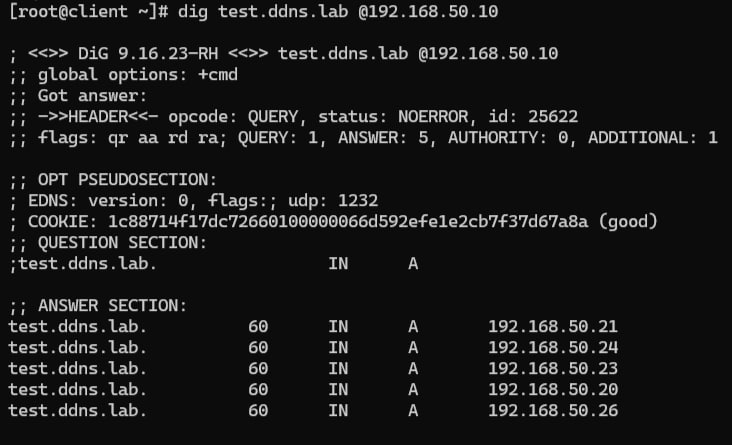 [root@client ~]# dig test.ddns.lab @192.168.50.10

; <<>> DiG 9.16.23-RH <<>> test.ddns.lab @192.168.50.10
;; global options: +cmd
;; Got answer:
;; ->>HEADER<<- opcode: QUERY, status: NOERROR, id: 25622
;; flags: qr aa rd ra; QUERY: 1, ANSWER: 5, AUTHORITY: 0, ADDITIONAL: 1

;; OPT PSEUDOSECTION:
; EDNS: version: 0, flags:; udp: 1232
; COOKIE: 1c88714f17dc72660100000066d592efe1e2cb7f37d67a8a (good)
;; QUESTION SECTION:
;test.ddns.lab.                 IN      A

;; ANSWER SECTION:
test.ddns.lab.          60      IN      A       192.168.50.21
test.ddns.lab.          60      IN      A       192.168.50.24
test.ddns.lab.          60      IN      A       192.168.50.23
test.ddns.lab.          60      IN      A       192.168.50.20
test.ddns.lab.          60      IN      A       192.168.50.26